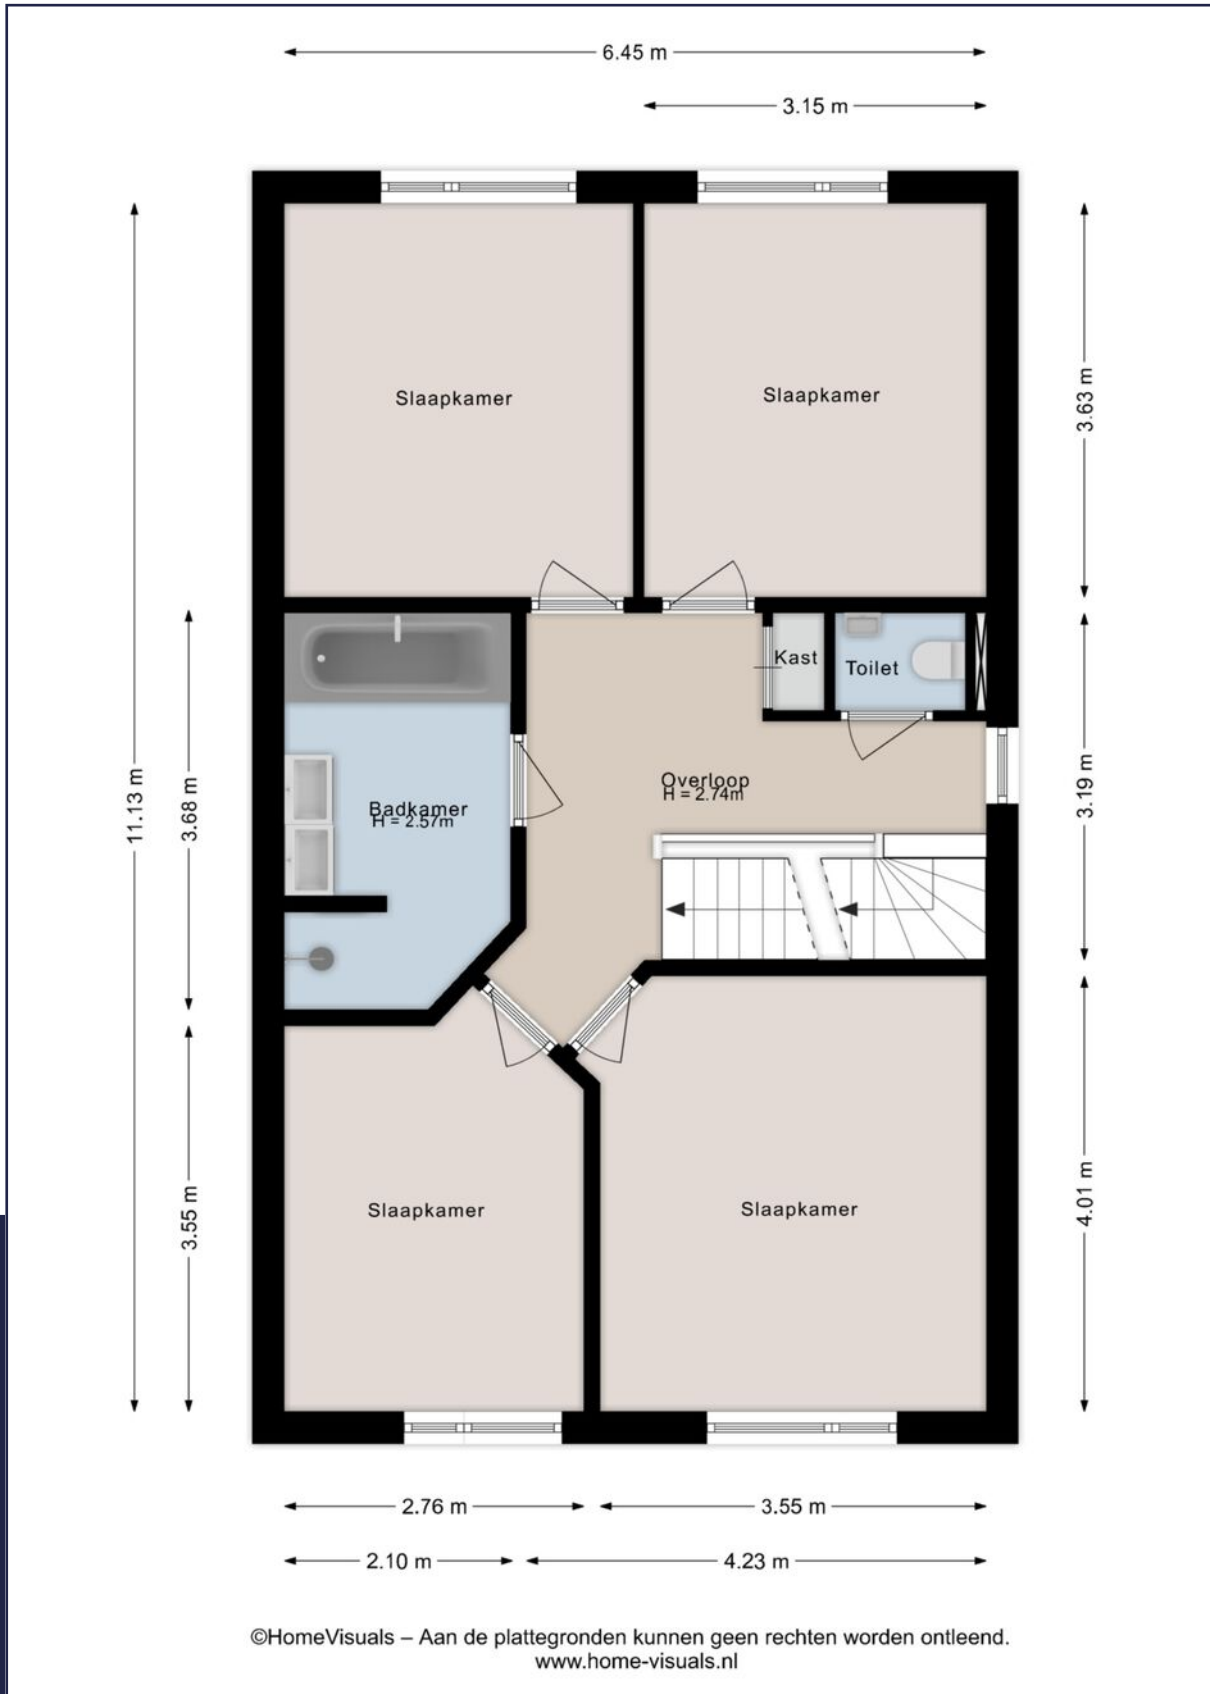 6.45 m
3.15 m
Slaapkamer
Slaapkamer
3.63 m
11.13 m
Kast
Toilet
3.68 m
Badkamer
H = 2.57m
Overloop
H = 2.74m
3.19 m
Slaapkamer
Slaapkamer
3.55 m
4.01 m
2.76 m
3.55 m
2.10 m
4.23 m
©HomeVisuals – Aan de plattegronden kunnen geen rechten worden ontleend.
www.home-visuals.nl